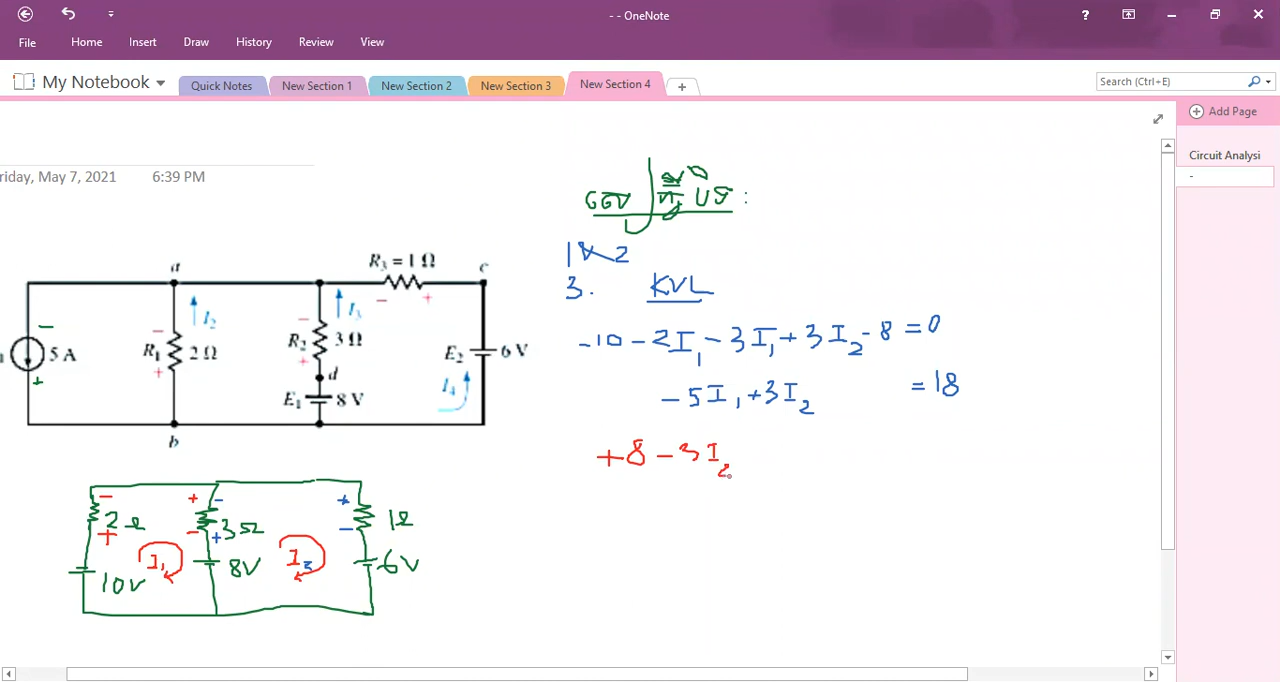 - - OneNote
?
File Home Insert Draw History Review View
My Notebook Quick Notes New Section 1 New Section 2 New Section 3 New Section 4 + Search (Ctrl+E)
Add Page
Circuit Analysi
-
riday, May 7, 2021 6:39 PM
1 2
3. KVL
-10 - 2I₁ - 3I₁ + 3I₂ - 8 = 0
- 5I₁ + 3I₂ = 18
+8 - 3I₂
a
R₃ = 1 Ω
c
- +
I₂
I₃
5 A
R₁ 2 Ω
R₂ 3 Ω
E₂ 6 V
d
I₄
E₁ 8 V
b
2Ω
3Ω
1Ω
I₁
10V
8V
6V